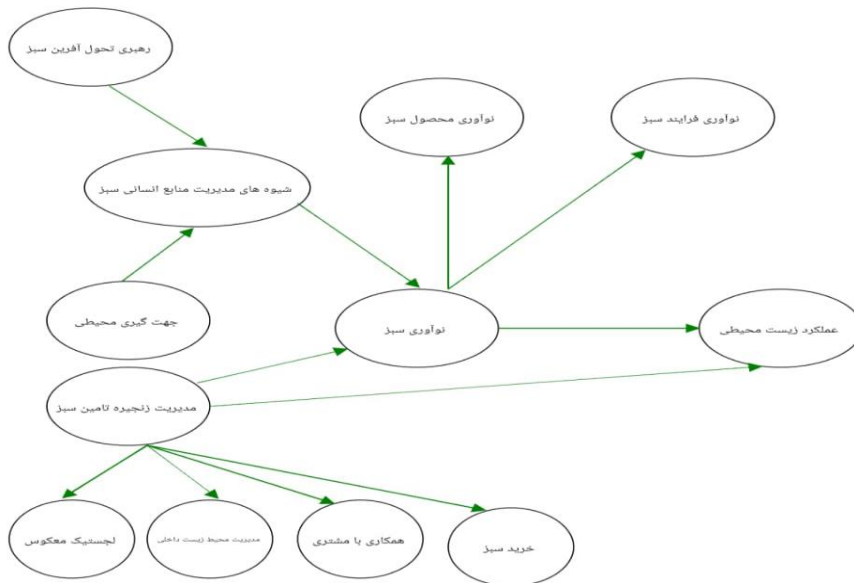 رهبری تحول آفرین سبز
نوآوری محصول سبز
نوآوری فرایند سبز
شیوه های مدیریت منابع انسانی سبز
جهت گیری محیطی
نوآوری سبز
عملکرد زیست محیطی
مدیریت زنجیره تامین سبز
لجستیک معکوس
مدیریت محیط زیست داخلی
همکاری با مشتری
خرید سبز